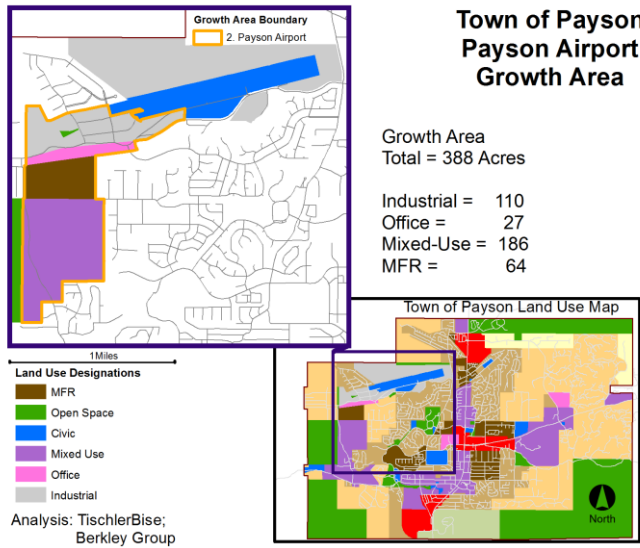 Growth Area Boundary
2. Payson Airport
Town of Payson
Payson Airport
Growth Area
Growth Area
Total = 388 Acres
Industrial = 110
Office = 27
Mixed-Use = 186
MFR = 64
1Miles
Land Use Designations
MFR
Open Space
Civic
Mixed Use
Office
Industrial
Analysis: TischlerBise;
Berkley Group
Town of Payson Land Use Map
North